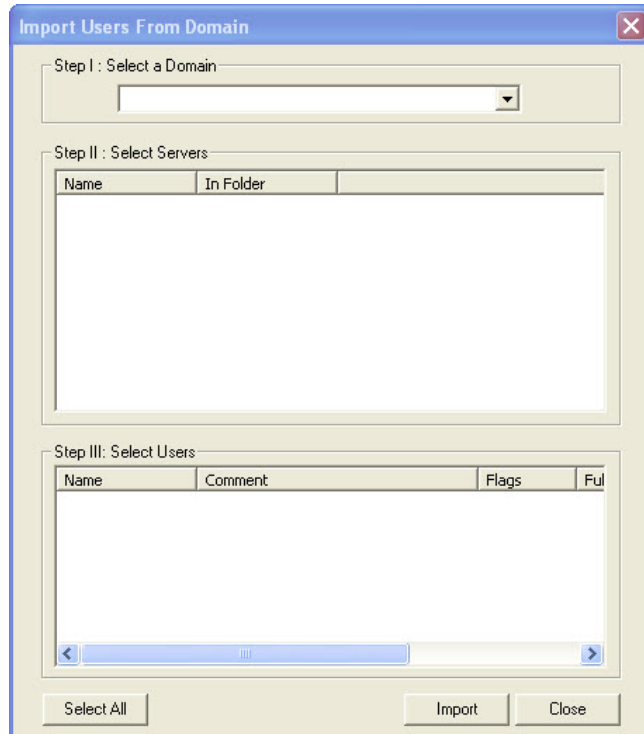 Import Users From Domain
Step I : Select a Domain
Step II : Select Servers
Name In Folder
Step III: Select Users
Name Comment Flags Ful
Select All Import Close